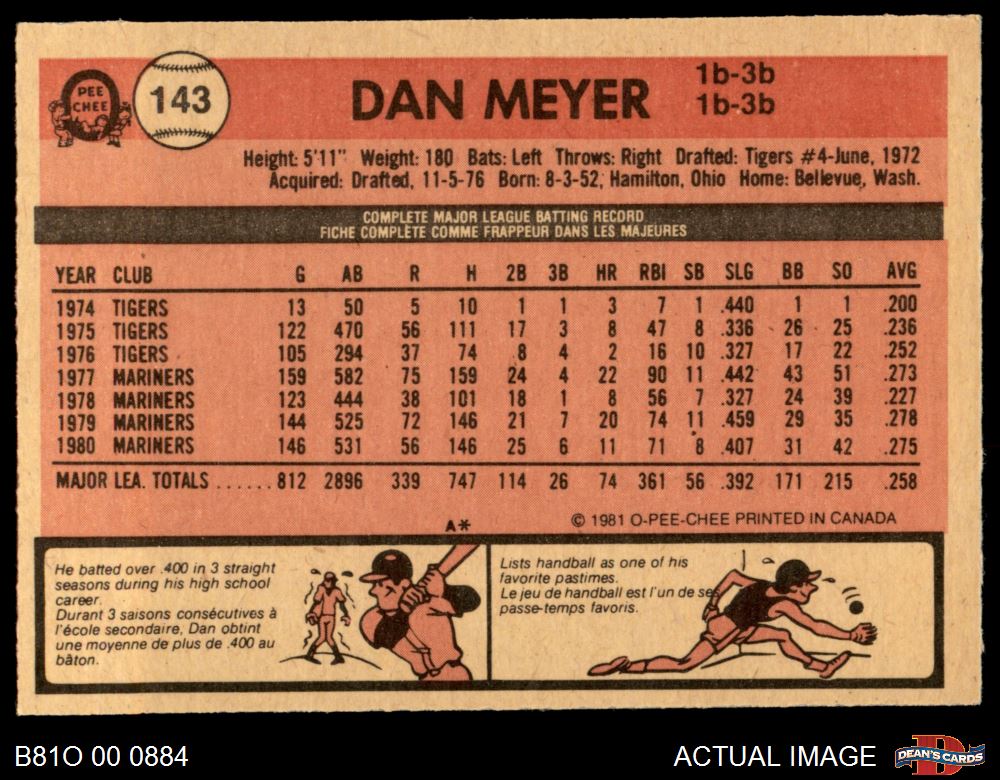 PEE
CHEE
143
DAN MEYER
1b-3b
1b-3b
Height: 5'11" Weight: 180 Bats: Left Throws: Right Drafted: Tigers #4-June, 1972
Acquired: Drafted, 11-5-76 Born: 8-3-52, Hamilton, Ohio Home: Bellevue, Wash.
COMPLETE MAJOR LEAGUE BATTING RECORD
FICHE COMPLÈTE COMME FRAPPEUR DANS LES MAJEURES
YEAR CLUB G AB R H 2B 3B HR RBI SB SLG BB SO AVG
1974 TIGERS 13 50 5 10 1 1 3 7 1 .440 1 1 .200
1975 TIGERS 122 470 56 111 17 3 8 47 8 .336 26 25 .236
1976 TIGERS 105 294 37 74 8 4 2 16 10 .327 17 22 .252
1977 MARINERS 159 582 75 159 24 4 22 90 11 .442 43 51 .273
1978 MARINERS 123 444 38 101 18 1 8 56 7 .327 24 39 .227
1979 MARINERS 144 525 72 146 21 7 20 74 11 .459 29 35 .278
1980 MARINERS 146 531 56 146 25 6 11 71 8 .407 31 42 .275
MAJOR LEA. TOTALS ...... 812 2896 339 747 114 26 74 361 56 .392 171 215 .258
A* © 1981 O-PEE-CHEE PRINTED IN CANADA
He batted over .400 in 3 straight
seasons during his high school
career.
Durant 3 saisons consécutives à
l'école secondaire, Dan obtint
une moyenne de plus de .400 au
bâton.
Lists handball as one of his
favorite pastimes.
Le jeu de handball est l'un de ses
passe-temps favoris.
B81O 00 0884
ACTUAL IMAGE
DEAN'S CARDS